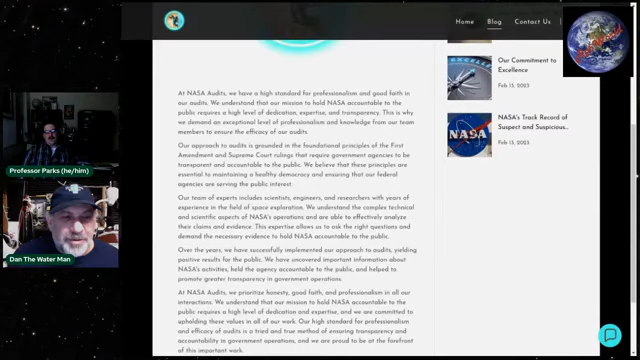 Home Blog Contact Us
Our Commitment to
Excellence
Feb 13, 2023
NASA
NASA's Track Record of
Suspect and Suspicious...
Feb 13, 2023
At NASA Audits, we have a high standard for professionalism and good faith in
our audits. We understand that our mission to hold NASA accountable to the
public requires a high level of dedication, expertise, and transparency. This is why
we demand an exceptional level of professionalism and knowledge from our team
members to ensure the efficacy of our audits.
Our approach to audits is grounded in the foundational principles of the First
Amendment and Supreme Court rulings that require government agencies to be
transparent and accountable to the public. We believe that these principles are
essential to maintaining a healthy democracy and ensuring that our federal
agencies are serving the public interest.
Our team of experts includes scientists, engineers, and researchers with years of
experience in the field of space exploration. We understand the complex technical
and scientific aspects of NASA's operations and are able to effectively analyze
their claims and evidence. This expertise allows us to ask the right questions and
demand the necessary evidence to hold NASA accountable to the public.
Over the years, we have successfully implemented our approach to audits, yielding
positive results for the public. We have uncovered important information about
NASA's activities, held the agency accountable to the public, and helped to
promote greater transparency in government operations.
At NASA Audits, we prioritize honesty, good faith, and professionalism in all our
interactions. We understand that our mission to hold NASA accountable to the
public requires a high level of dedication and expertise, and we are committed to
upholding these values in all of our work. Our high standard for professionalism
and efficacy of our audits is a tried and true method of ensuring transparency and
accountability in government operations, and we are proud to be at the forefront
of this important work.
Professor Parks (he/him)
Dan The Water Man